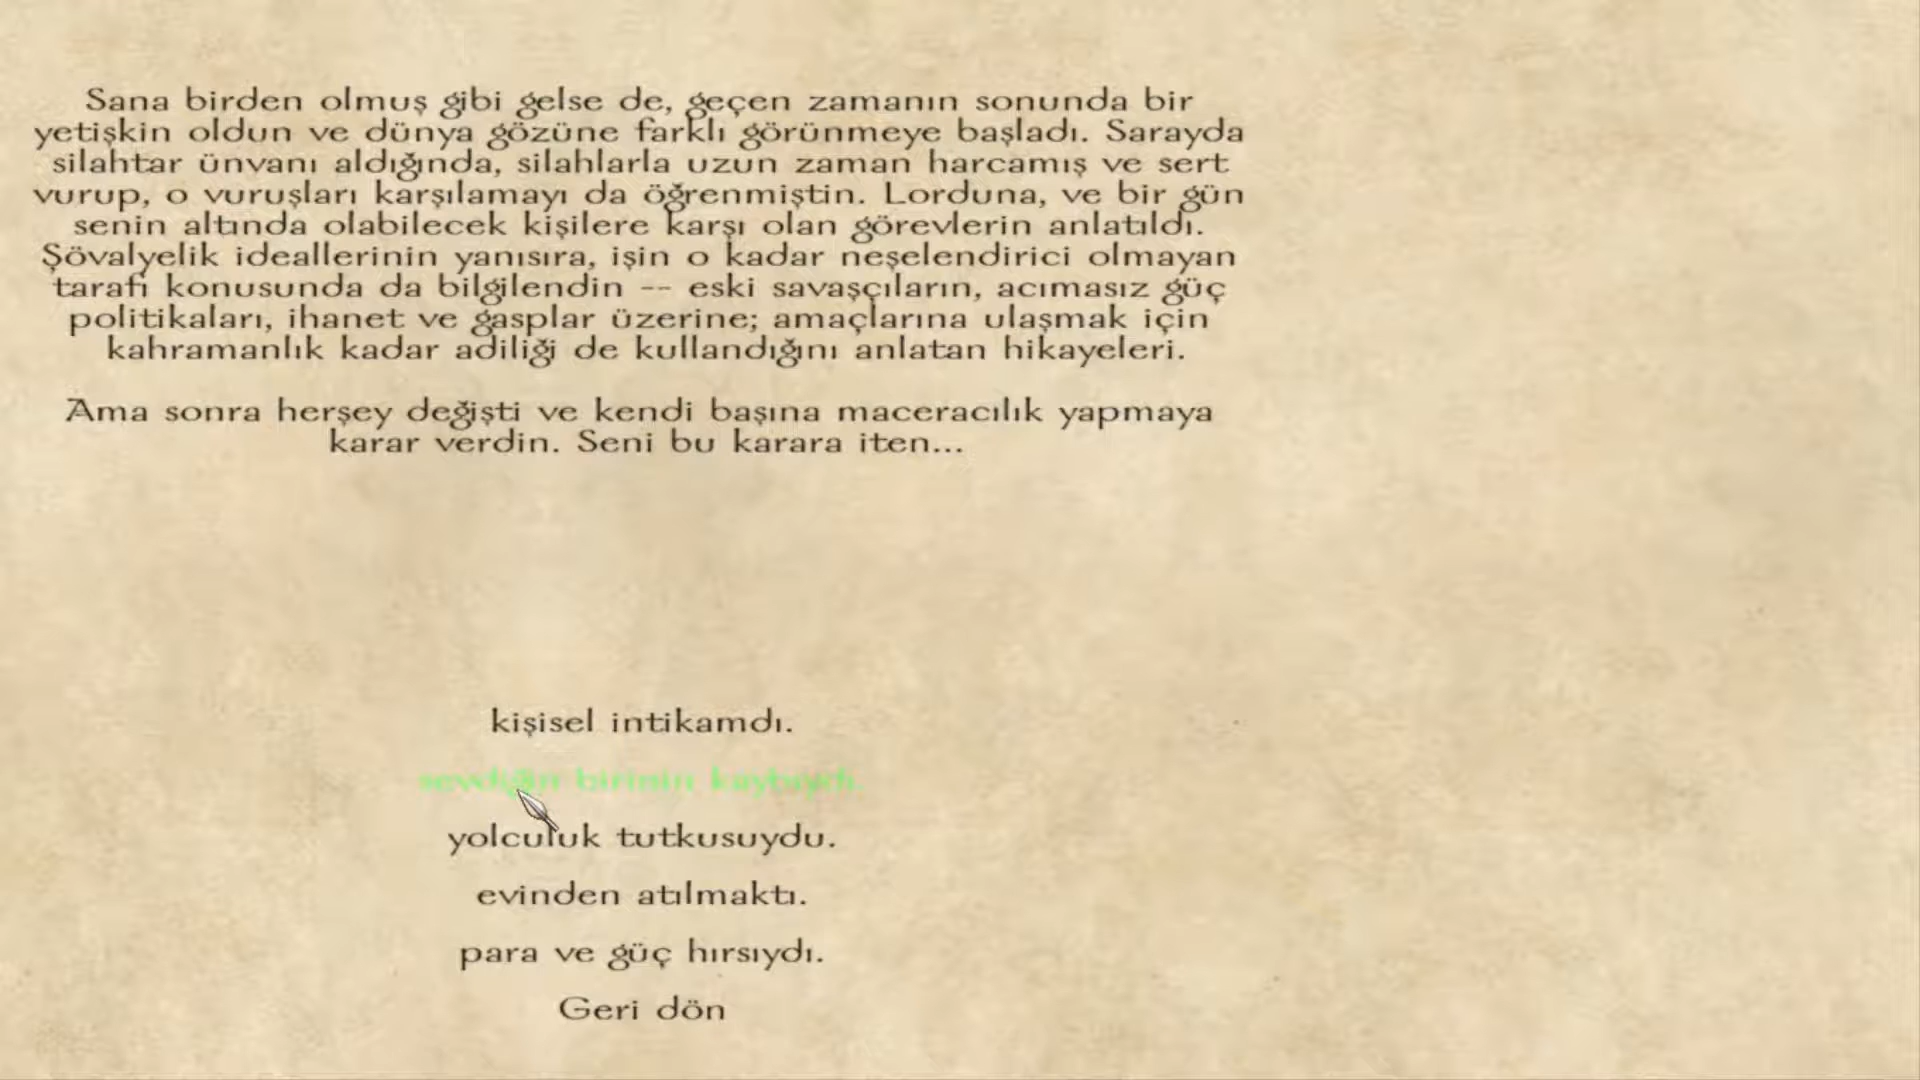 Sana birden olmuş gibi gelse de, geçen zamanın sonunda bir
yetişkin oldun ve dünya gözüne farklı görünmeye başladı. Sarayda
silahtar ünvanı aldığında, silahlarla uzun zaman harcamış ve sert
vurup, o vuruşları karşılamayı da öğrenmiştin. Lorduna, ve bir gün
senin altında olabilecek kişilere karşı olan görevlerin anlatıldı.
Şövalyelik ideallerinin yanısıra, işin o kadar neşelendirici olmayan
tarafı konusunda da bilgilendin -- eski savaşçıların, acımasız güç
politikaları, ihanet ve gasplar üzerine; amaçlarına ulaşmak için
kahramanlık kadar adiliği de kullandığını anlatan hikayeleri.
Ama sonra herşey değişti ve kendi başına maceracılık yapmaya
karar verdin. Seni bu karara iten...
kişisel intikamdı.
sevdiğin birinin kaybıydı.
yolculuk tutkusuydu.
evinden atılmaktı.
para ve güç hırsıydı.
Geri dön